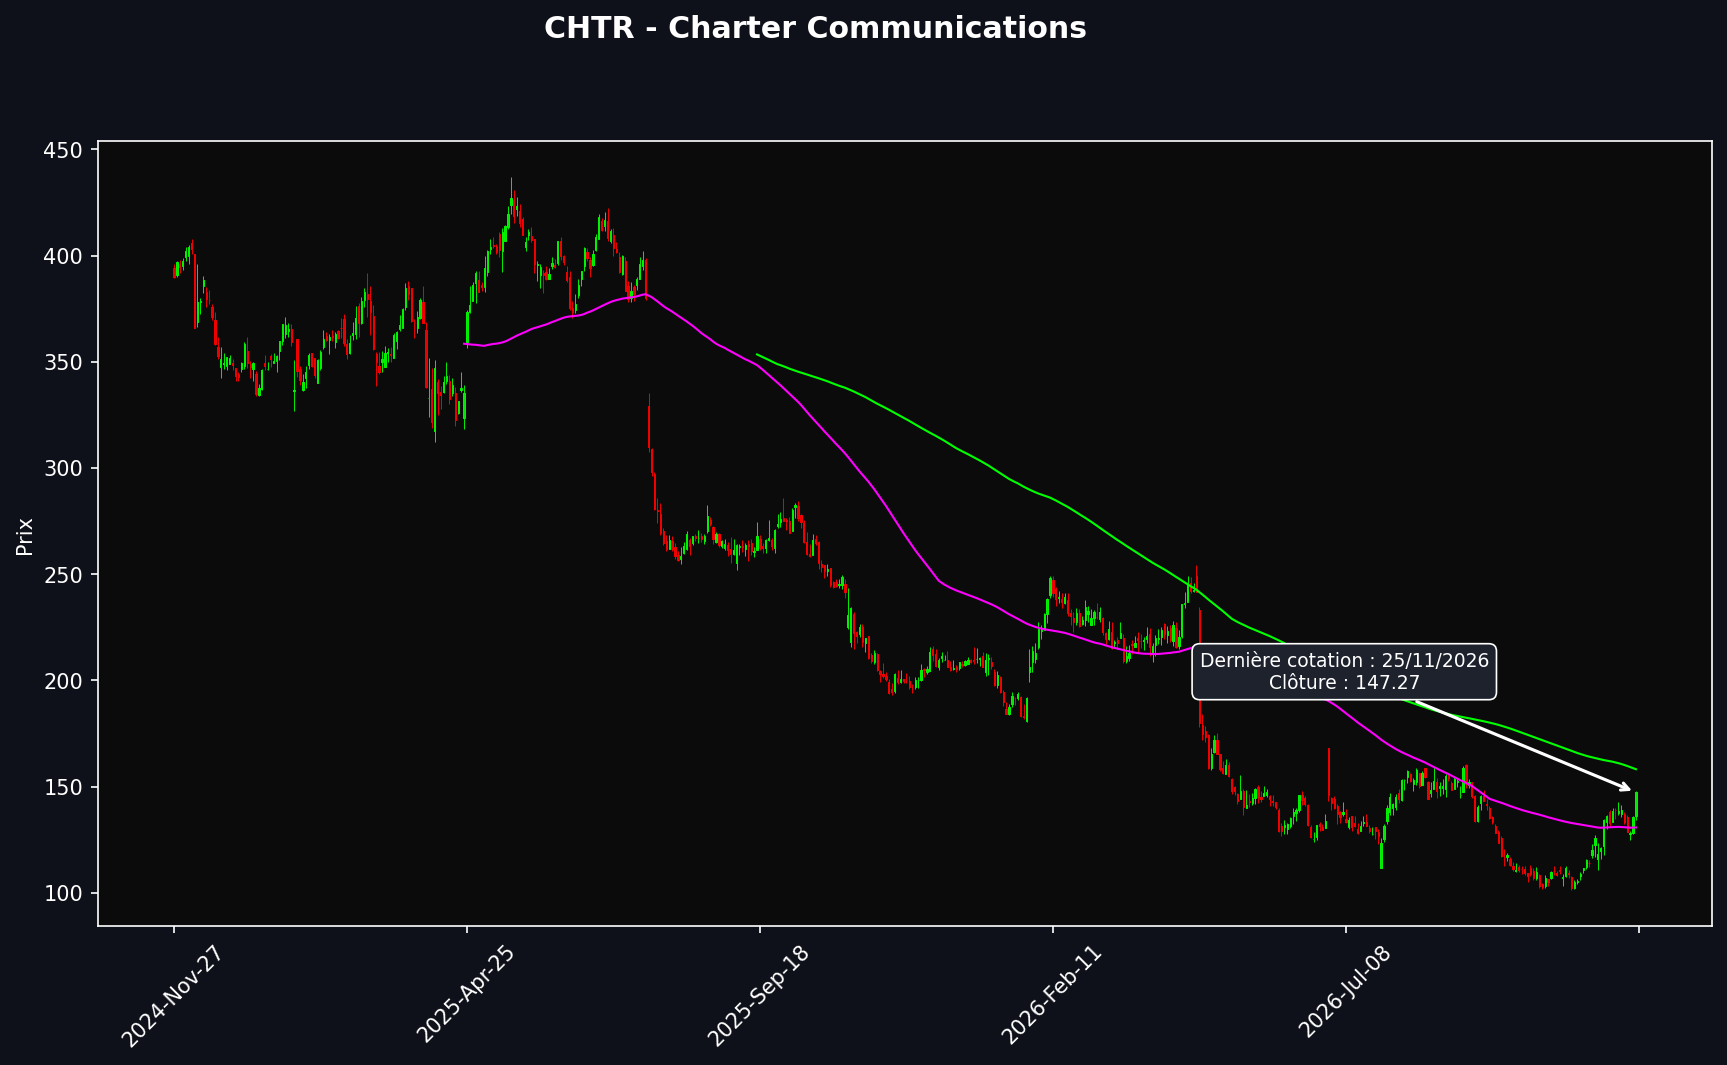 CHTR - Charter Communications
Prix
450
400
350
300
250
200
150
100
Dernière cotation : 25/11/2026
Clôture : 147.27
2024-Nov-27
2025-Apr-25
2025-Sep-18
2026-Feb-11
2026-Jul-08